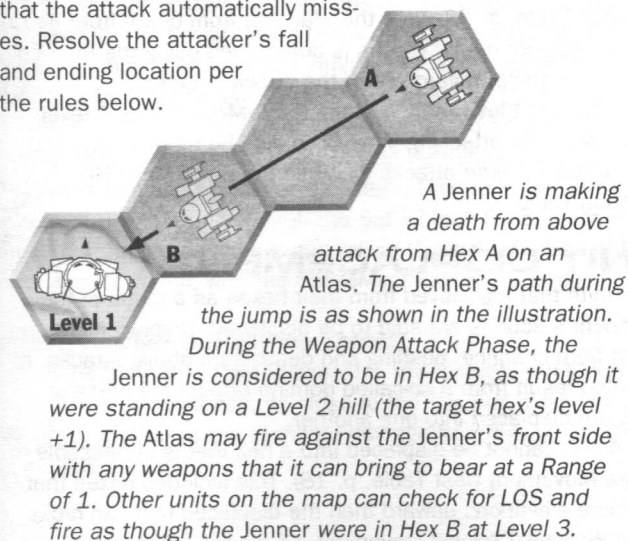 that the attack automatically miss-
es. Resolve the attacker's fall
and ending location per
the rules below.
A
B
Level 1
A Jenner is making
a death from above
attack from Hex A on an
Atlas. The Jenner's path during
the jump is as shown in the illustration.
During the Weapon Attack Phase, the
Jenner is considered to be in Hex B, as though it
were standing on a Level 2 hill (the target hex's level
+1). The Atlas may fire against the Jenner's front side
with any weapons that it can bring to bear at a Range
of 1. Other units on the map can check for LOS and
fire as though the Jenner were in Hex B at Level 3.